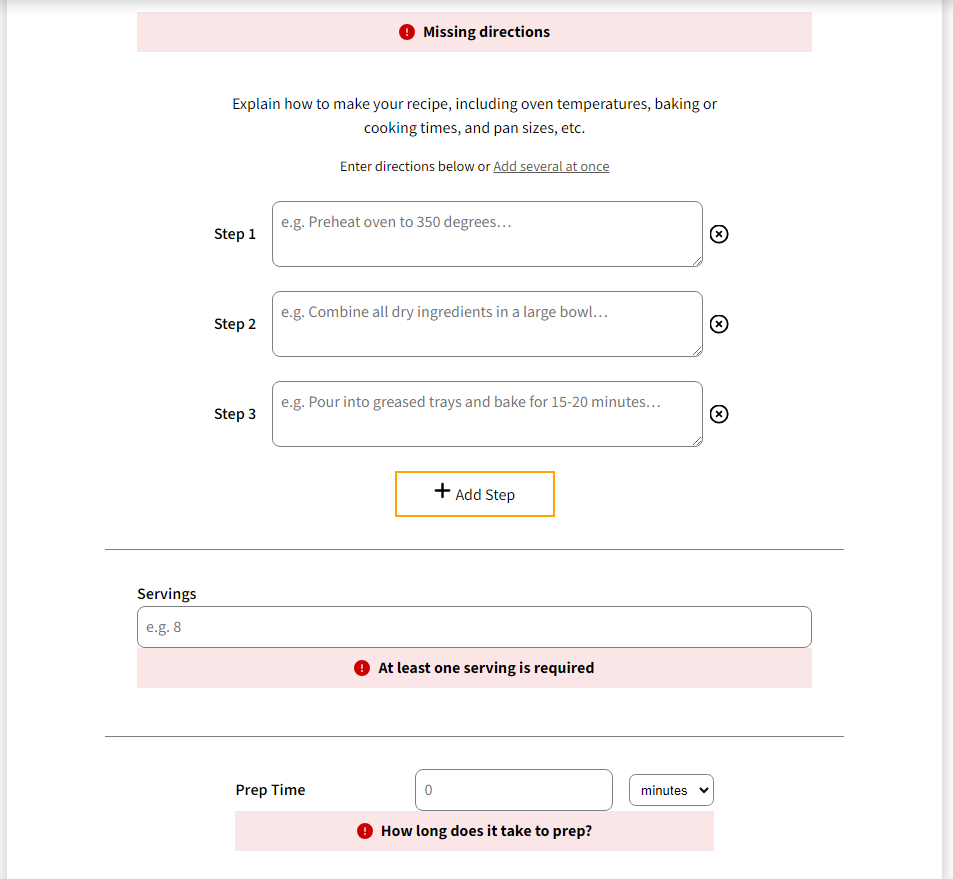 Missing directions
Explain how to make your recipe, including oven temperatures, baking or
cooking times, and pan sizes, etc.
Enter directions below or Add several at once
Step 1
e.g. Preheat oven to 350 degrees…
Step 2
e.g. Combine all dry ingredients in a large bowl…
Step 3
e.g. Pour into greased trays and bake for 15-20 minutes…
Add Step
Servings
e.g. 8
At least one serving is required
Prep Time
0
minutes
How long does it take to prep?